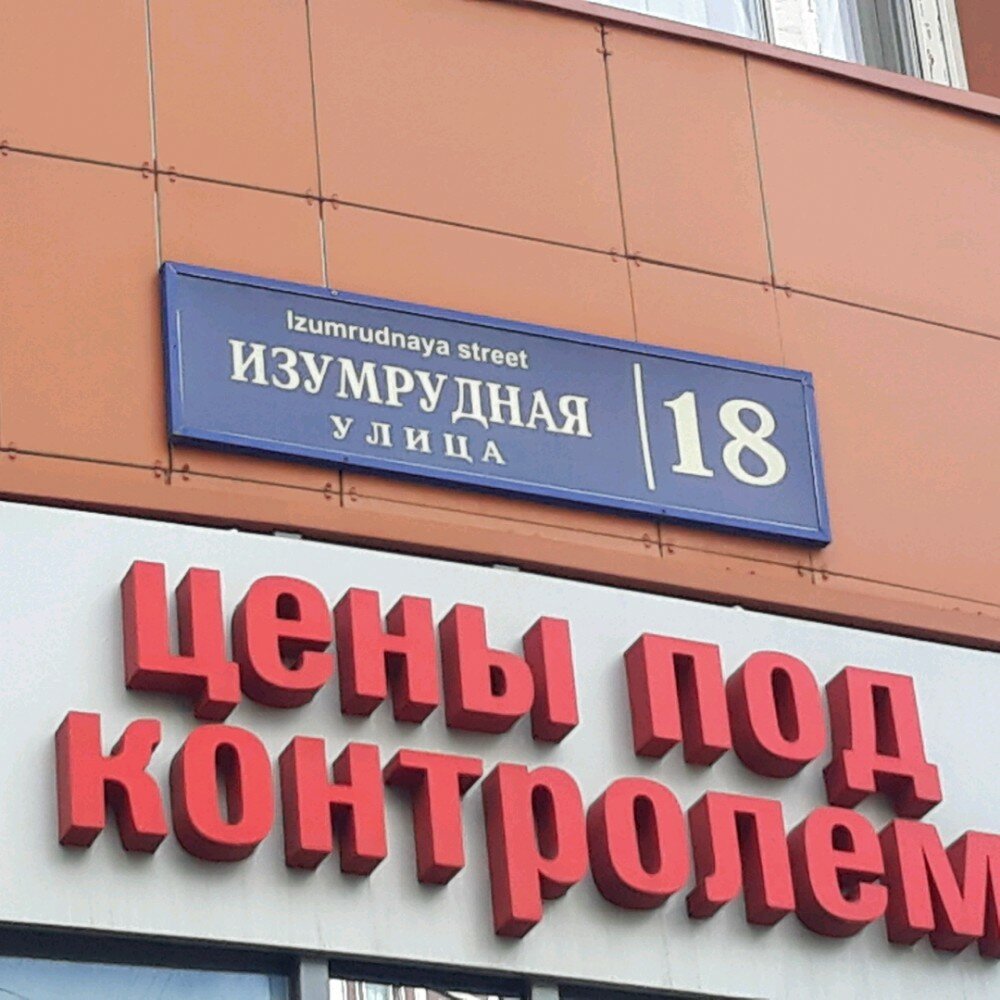 Izumrudnaya street
ИЗУМРУДНАЯ
УЛИЦА
18
цены под
контролем